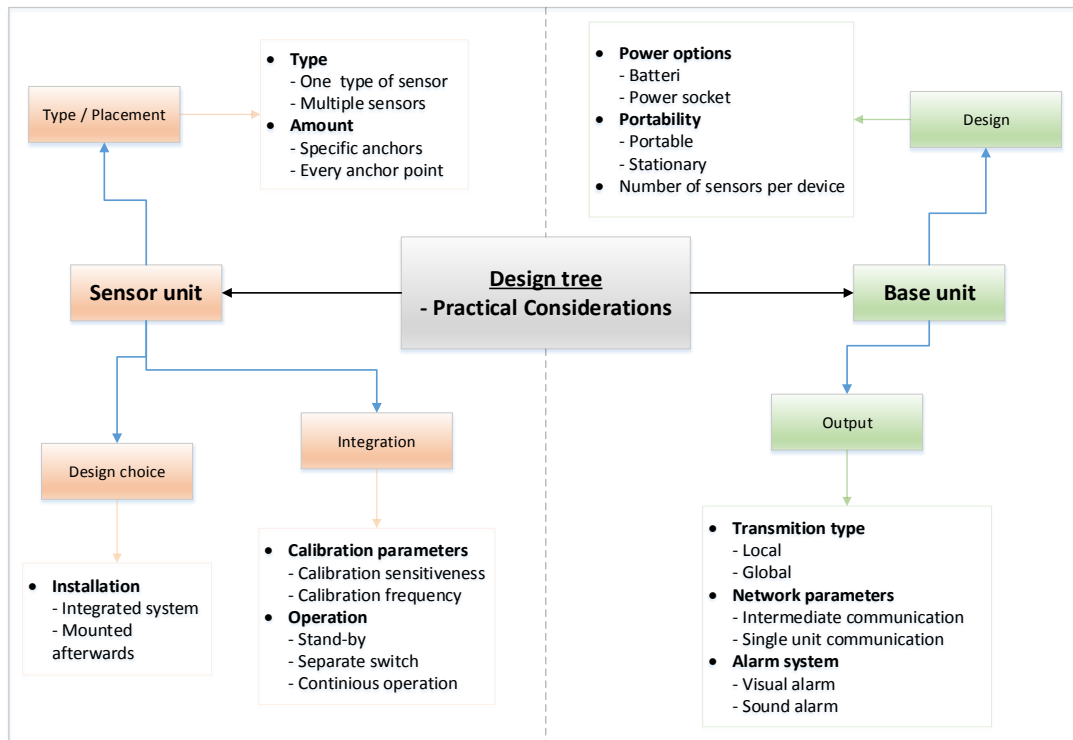 Design tree
- Practical Considerations
Sensor unit
Type / Placement
• Type
- One type of sensor
- Multiple sensors
• Amount
- Specific anchors
- Every anchor point
Design choice
• Installation
- Integrated system
- Mounted
afterwards
Integration
• Calibration parameters
- Calibration sensitiveness
- Calibration frequency
• Operation
- Stand-by
- Separate switch
- Continious operation
Base unit
Design
• Power options
- Batteri
- Power socket
• Portability
- Portable
- Stationary
• Number of sensors per device
Output
• Transmition type
- Local
- Global
• Network parameters
- Intermediate communication
- Single unit communication
• Alarm system
- Visual alarm
- Sound alarm